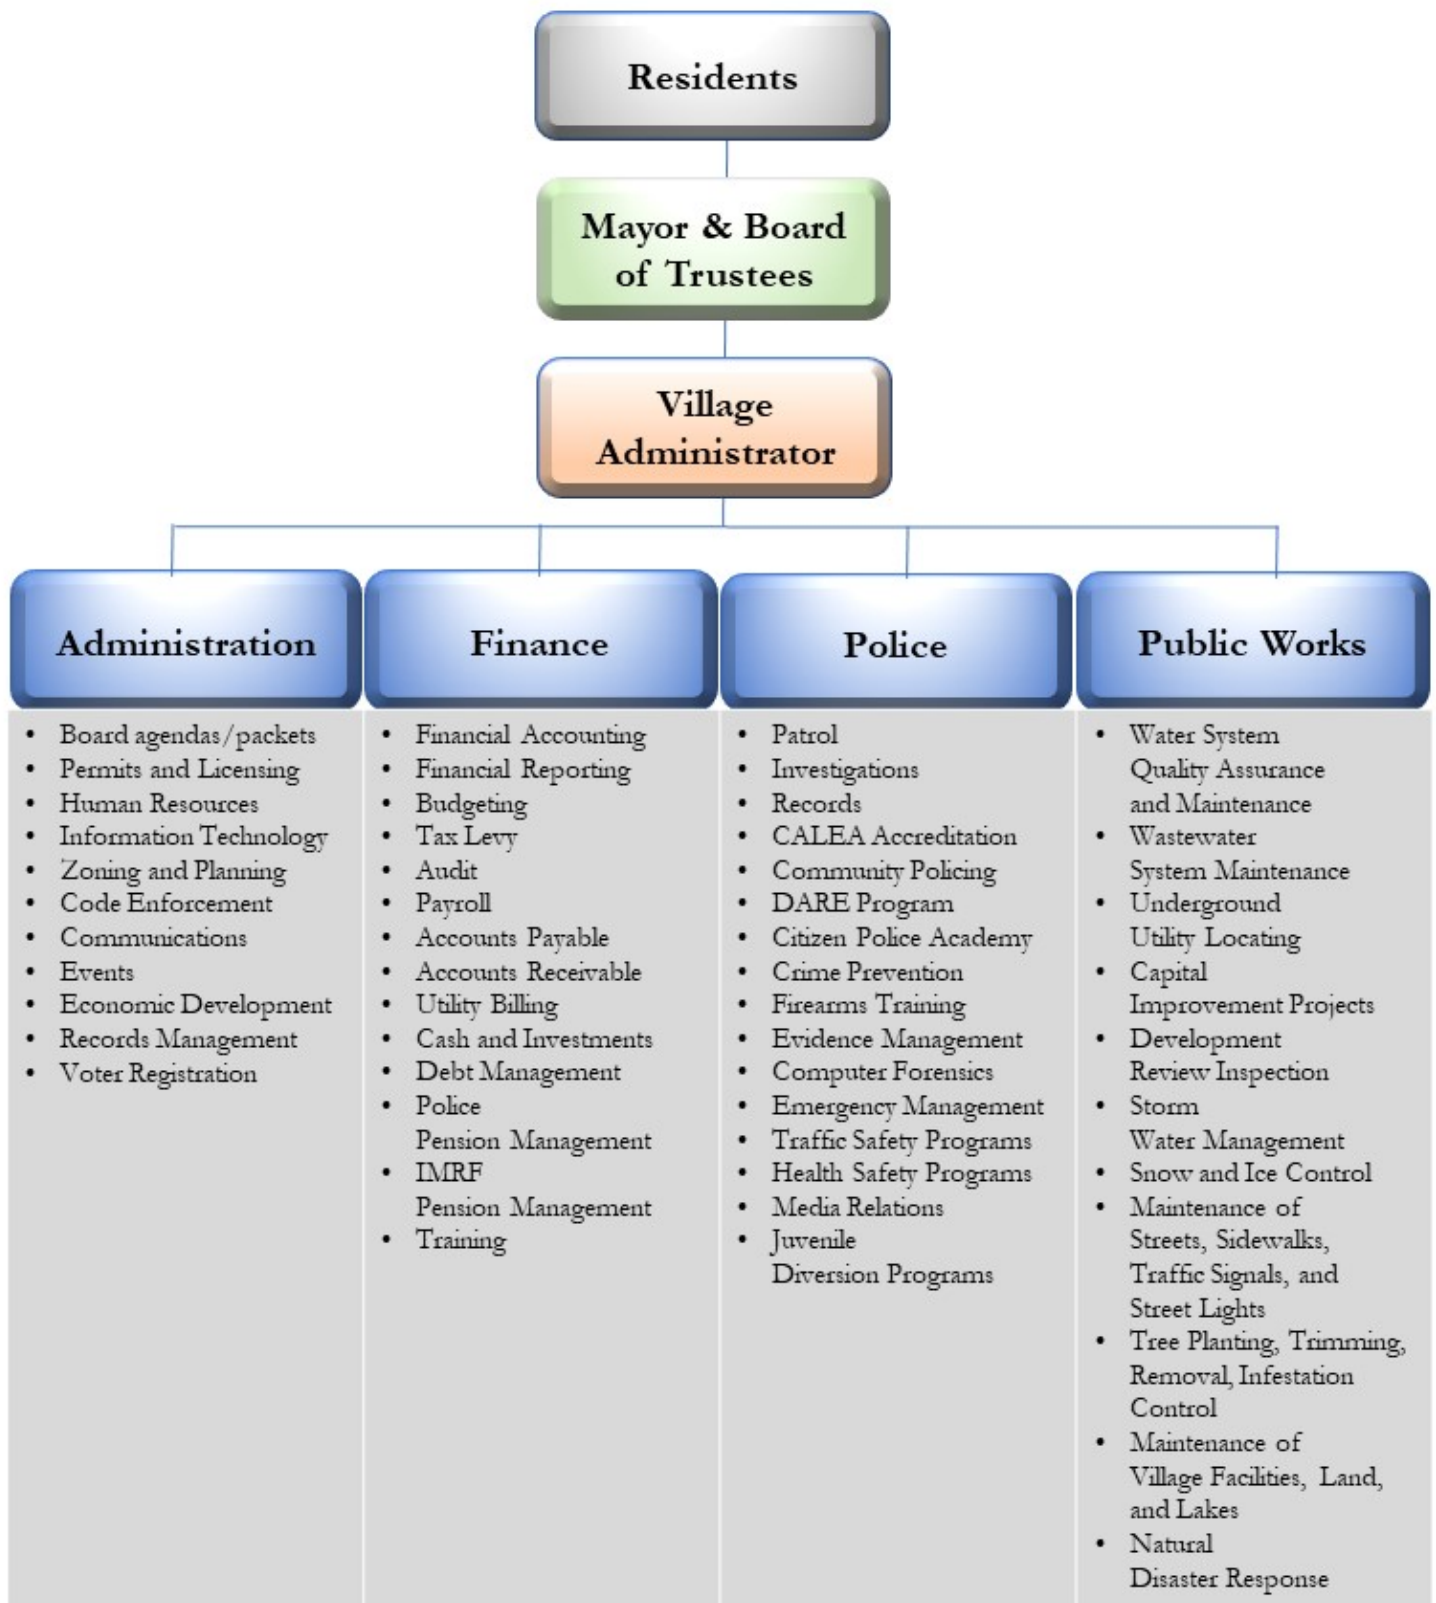 Residents
Mayor & Board
of Trustees
Village
Administrator
Administration
• Board agendas/packets
• Permits and Licensing
• Human Resources
• Information Technology
• Zoning and Planning
• Code Enforcement
• Communications
• Events
• Economic Development
• Records Management
• Voter Registration
Finance
• Financial Accounting
• Financial Reporting
• Budgeting
• Tax Levy
• Audit
• Payroll
• Accounts Payable
• Accounts Receivable
• Utility Billing
• Cash and Investments
• Debt Management
• Police
Pension Management
• IMRF
Pension Management
• Training
Police
• Patrol
• Investigations
• Records
• CALEA Accreditation
• Community Policing
• DARE Program
• Citizen Police Academy
• Crime Prevention
• Firearms Training
• Evidence Management
• Computer Forensics
• Emergency Management
• Traffic Safety Programs
• Health Safety Programs
• Media Relations
• Juvenile
Diversion Programs
Public Works
• Water System
Quality Assurance
and Maintenance
• Wastewater
System Maintenance
• Underground
Utility Locating
• Capital
Improvement Projects
• Development
Review Inspection
• Storm
Water Management
• Snow and Ice Control
• Maintenance of
Streets, Sidewalks,
Traffic Signals, and
Street Lights
• Tree Planting, Trimming,
Removal, Infestation
Control
• Maintenance of
Village Facilities, Land,
and Lakes
• Natural
Disaster Response